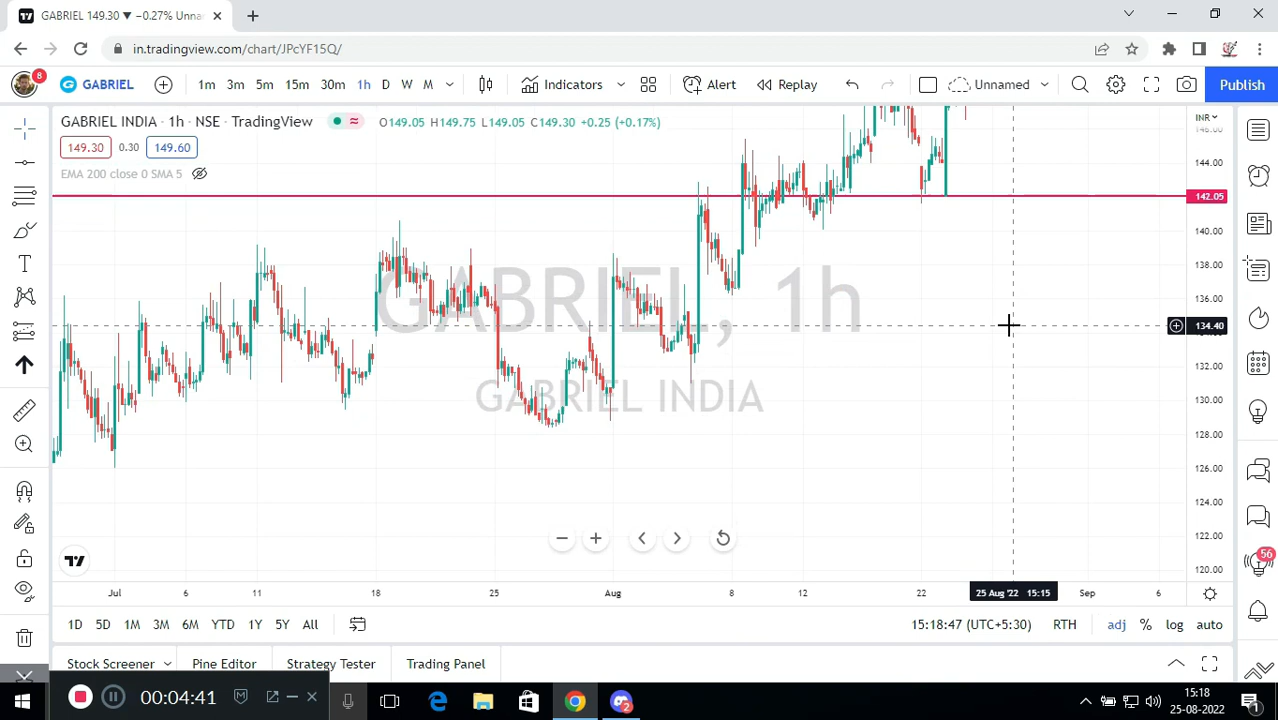 GABRIEL 149.30 ▼ −0.27% Unna
in.tradingview.com/chart/JPcYF15Q/
8 GABRIEL 1m 3m 5m 15m 30m 1h D W M Indicators Alert Replay Unnamed Publish
GABRIEL INDIA · 1h · NSE · TradingView O149.05 H149.75 L149.05 C149.30 +0.25 (+0.17%)
INR
149.30 0.30 149.60
EMA 200 close 0 SMA 5
146.00
144.00
142.05
140.00
138.00
136.00
134.40
132.00
130.00
128.00
126.00
124.00
122.00
120.00
GABRIEL, 1h
GABRIEL INDIA
56
Jul 6 11 18 25 Aug 8 12 22 25 Aug '22 15:15 Sep 6
1D 5D 1M 3M 6M YTD 1Y 5Y All 15:18:47 (UTC+5:30) RTH adj % log auto
Stock Screener Pine Editor Strategy Tester Trading Panel
00:04:41
2
15:18
25-08-2022
1